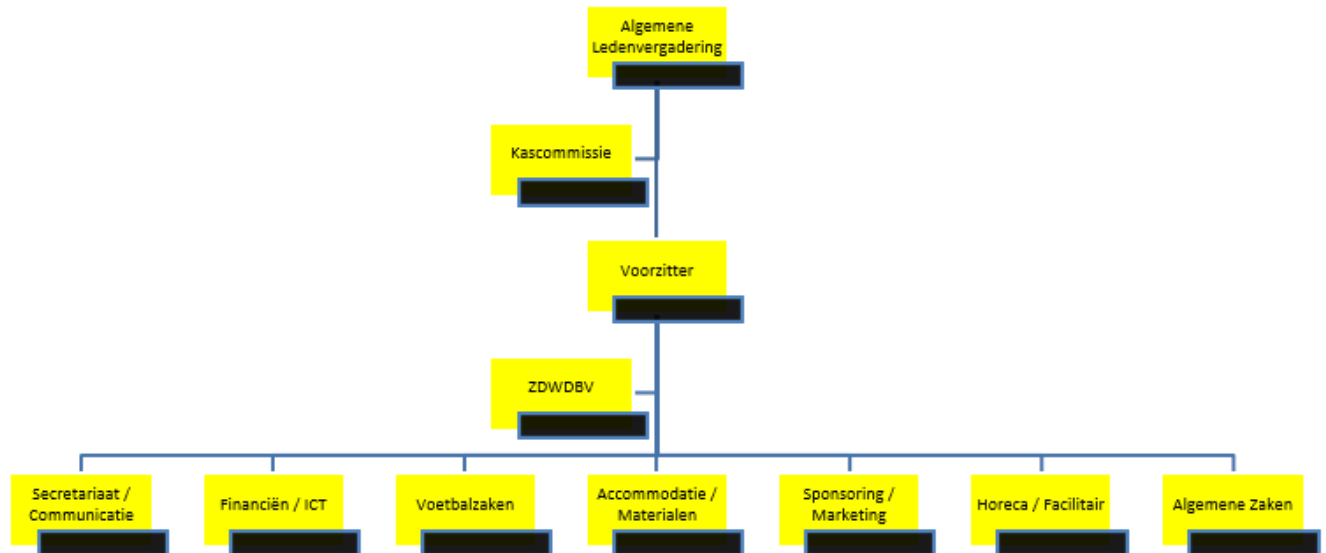 Algemene
Ledenvergadering
Kascommissie
Voorzitter
ZDWDBV
Secretariaat /
Communicatie
Financiën / ICT
Voetbalzaken
Accommodatie /
Materialen
Sponsoring /
Marketing
Horeca / Facilitair
Algemene Zaken